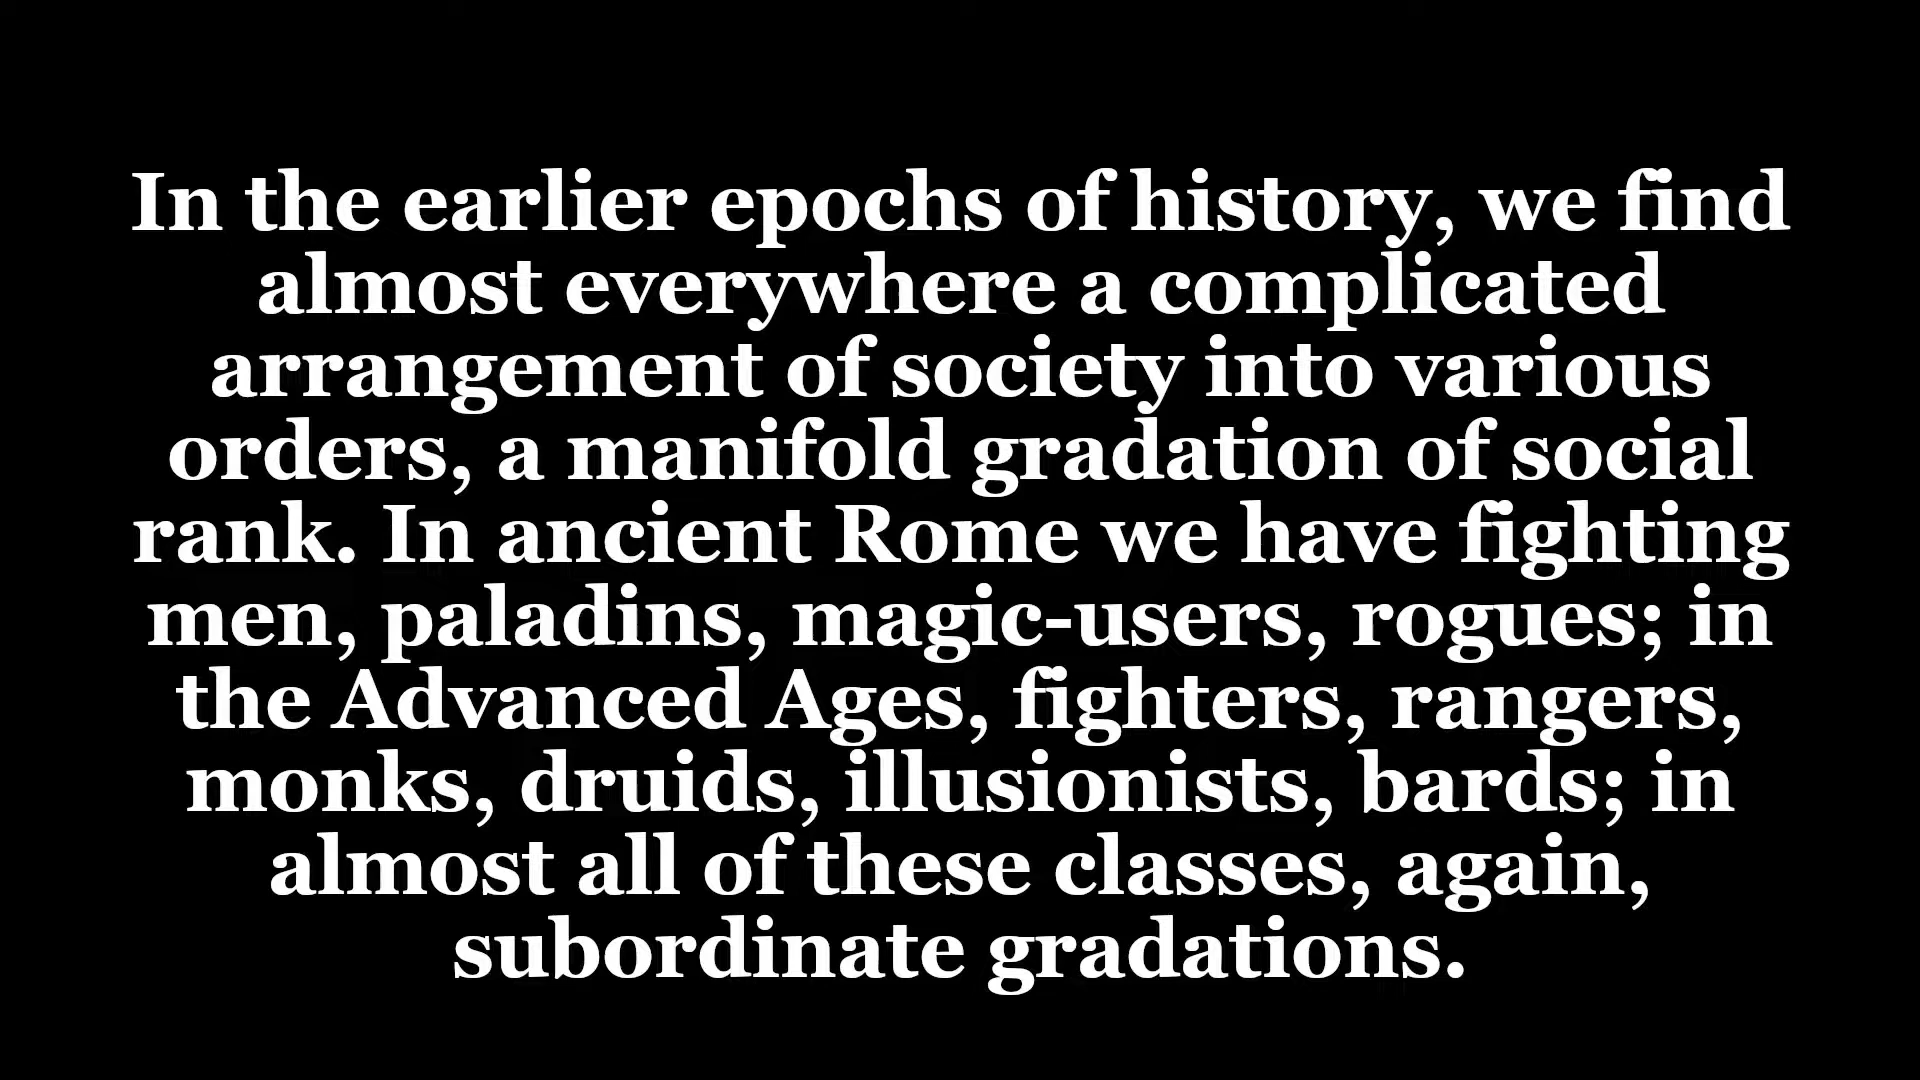 In the earlier epochs of history, we find
almost everywhere a complicated
arrangement of society into various
orders, a manifold gradation of social
rank. In ancient Rome we have fighting
men, paladins, magic-users, rogues; in
the Advanced Ages, fighters, rangers,
monks, druids, illusionists, bards; in
almost all of these classes, again,
subordinate gradations.